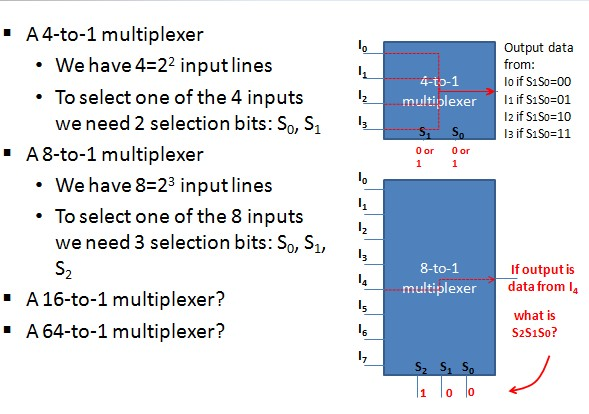 ▪ A 4-to-1 multiplexer
• We have 4=2² input lines
• To select one of the 4 inputs
we need 2 selection bits: S₀, S₁
▪ A 8-to-1 multiplexer
• We have 8=2³ input lines
• To select one of the 8 inputs
we need 3 selection bits: S₀, S₁,
S₂
▪ A 16-to-1 multiplexer?
▪ A 64-to-1 multiplexer?
I₀
I₁
I₂
I₃
4-to-1
multiplexer
S₁ S₀
0 or 0 or
1 1
Output data
from:
I0 if S1S0=00
I1 if S1S0=01
I2 if S1S0=10
I3 if S1S0=11
I₀
I₁
I₂
I₃
I₄
I₅
I₆
I₇
8-to-1
multiplexer
S₂ S₁ S₀
1 0 0
If output is
data from I₄
what is
S2S1S0?